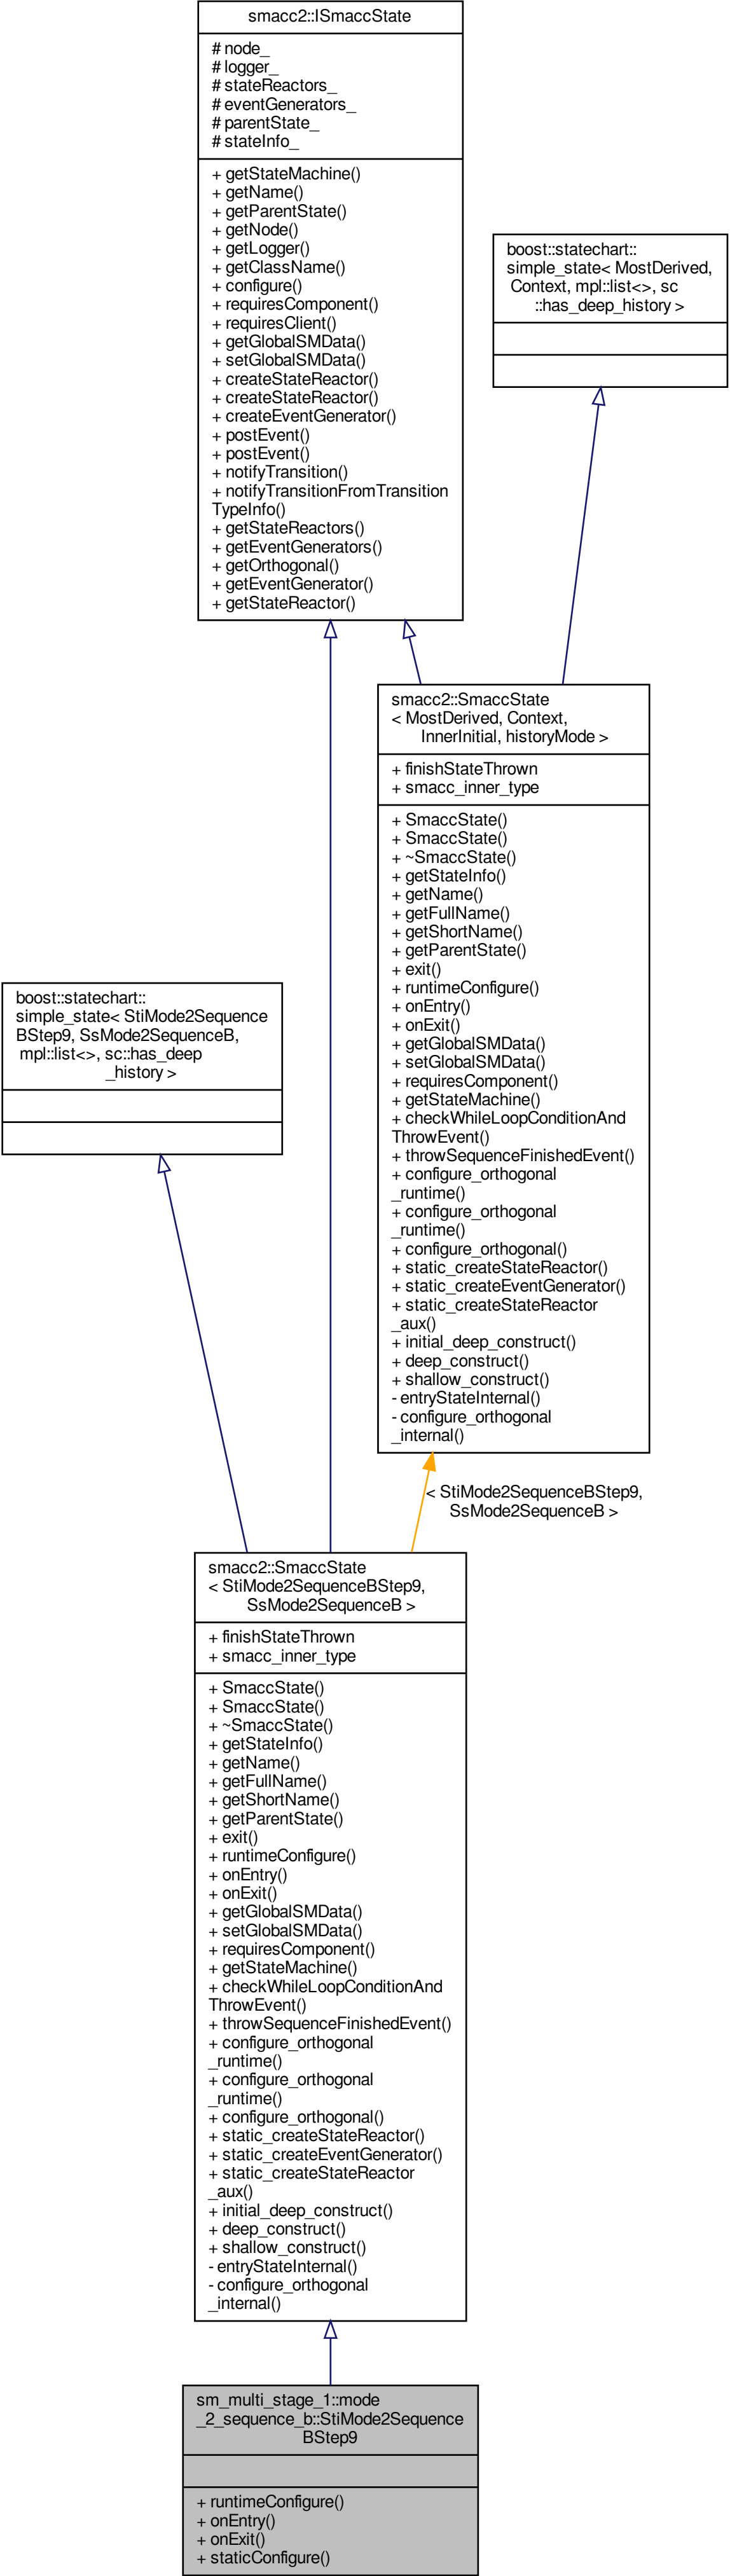 smacc2::ISmaccState
# node_
# logger_
# stateReactors_
# eventGenerators_
# parentState_
# stateInfo_
+ getStateMachine()
+ getName()
+ getParentState()
+ getNode()
+ getLogger()
+ getClassName()
+ configure()
+ requiresComponent()
+ requiresClient()
+ getGlobalSMData()
+ setGlobalSMData()
+ createStateReactor()
+ createStateReactor()
+ createEventGenerator()
+ postEvent()
+ postEvent()
+ notifyTransition()
+ notifyTransitionFromTransition
TypeInfo()
+ getStateReactors()
+ getEventGenerators()
+ getOrthogonal()
+ getEventGenerator()
+ getStateReactor()
boost::statechart::
simple_state< MostDerived,
Context, mpl::list<>, sc
::has_deep_history >
smacc2::SmaccState
< MostDerived, Context,
InnerInitial, historyMode >
+ finishStateThrown
+ smacc_inner_type
+ SmaccState()
+ SmaccState()
+ ~SmaccState()
+ getStateInfo()
+ getName()
+ getFullName()
+ getShortName()
+ getParentState()
+ exit()
+ runtimeConfigure()
+ onEntry()
+ onExit()
+ getGlobalSMData()
+ setGlobalSMData()
+ requiresComponent()
+ getStateMachine()
+ checkWhileLoopConditionAnd
ThrowEvent()
+ throwSequenceFinishedEvent()
+ configure_orthogonal
_runtime()
+ configure_orthogonal
_runtime()
+ configure_orthogonal()
+ static_createStateReactor()
+ static_createEventGenerator()
+ static_createStateReactor
_aux()
+ initial_deep_construct()
+ deep_construct()
+ shallow_construct()
- entryStateInternal()
- configure_orthogonal
_internal()
boost::statechart::
simple_state< StiMode2Sequence
BStep9, SsMode2SequenceB,
mpl::list<>, sc::has_deep
_history >
< StiMode2SequenceBStep9,
SsMode2SequenceB >
smacc2::SmaccState
< StiMode2SequenceBStep9,
SsMode2SequenceB >
+ finishStateThrown
+ smacc_inner_type
+ SmaccState()
+ SmaccState()
+ ~SmaccState()
+ getStateInfo()
+ getName()
+ getFullName()
+ getShortName()
+ getParentState()
+ exit()
+ runtimeConfigure()
+ onEntry()
+ onExit()
+ getGlobalSMData()
+ setGlobalSMData()
+ requiresComponent()
+ getStateMachine()
+ checkWhileLoopConditionAnd
ThrowEvent()
+ throwSequenceFinishedEvent()
+ configure_orthogonal
_runtime()
+ configure_orthogonal
_runtime()
+ configure_orthogonal()
+ static_createStateReactor()
+ static_createEventGenerator()
+ static_createStateReactor
_aux()
+ initial_deep_construct()
+ deep_construct()
+ shallow_construct()
- entryStateInternal()
- configure_orthogonal
_internal()
sm_multi_stage_1::mode
_2_sequence_b::StiMode2Sequence
BStep9
+ runtimeConfigure()
+ onEntry()
+ onExit()
+ staticConfigure()